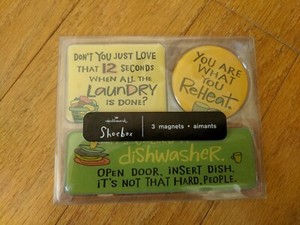 DON'T YOU JUST LOVE
THAT 12 SECONDS
WHEN ALL THE
LaunDRY
IS DONE?
YOU ARE
WHAT
YOU
ReHeat.
Hallmark
Shoebox
3 magnets • aimants
dishwasher.
OPEN DOOR, INSERT DISH.
IT'S NOT THAT HARD, PEOPLE.